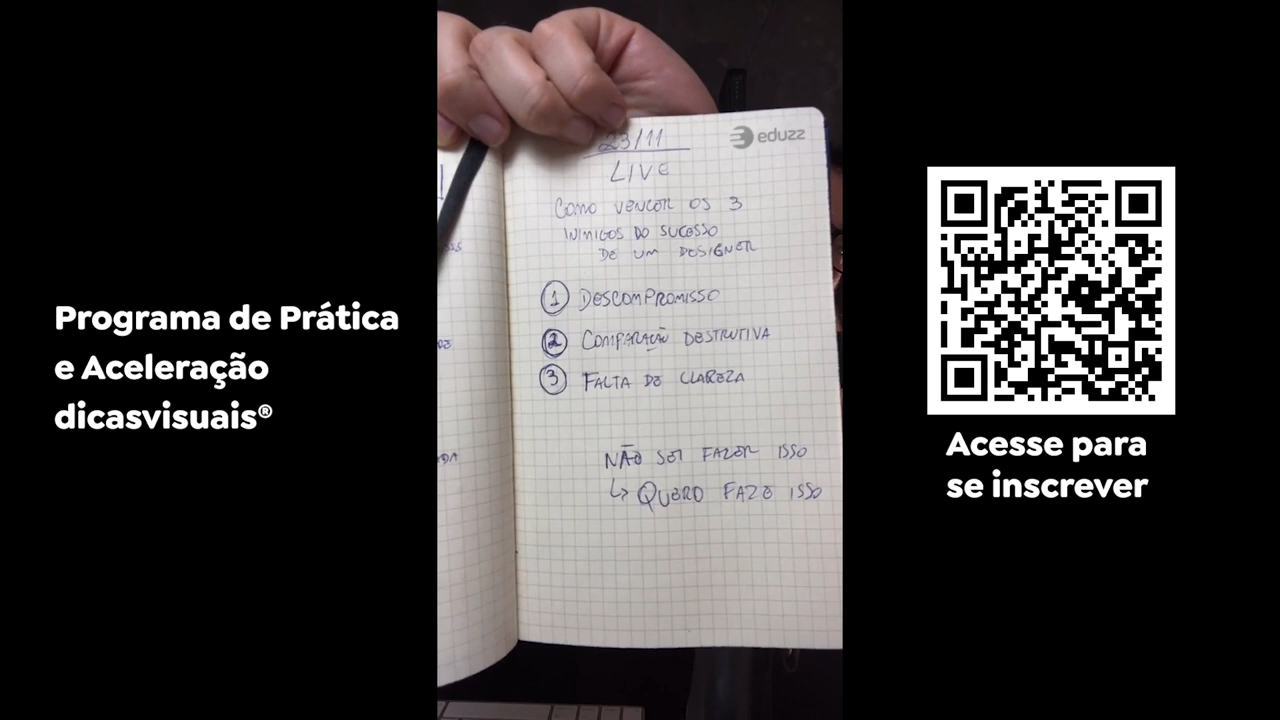 Programa de Prática
e Aceleração
dicasvisuais®
23/11
eduzz
LIVE
COMO VENCER OS 3
INIMIGOS DO SUCESSO
DE UM DESIGNER
1 DESCOMPROMISSO
2 COMPARAÇÃO DESTRUTIVA
3 FALTA DE CLAREZA
NÃO SEI FAZER ISSO
↳ QUERO FAZE ISSO
Acesse para
se inscrever